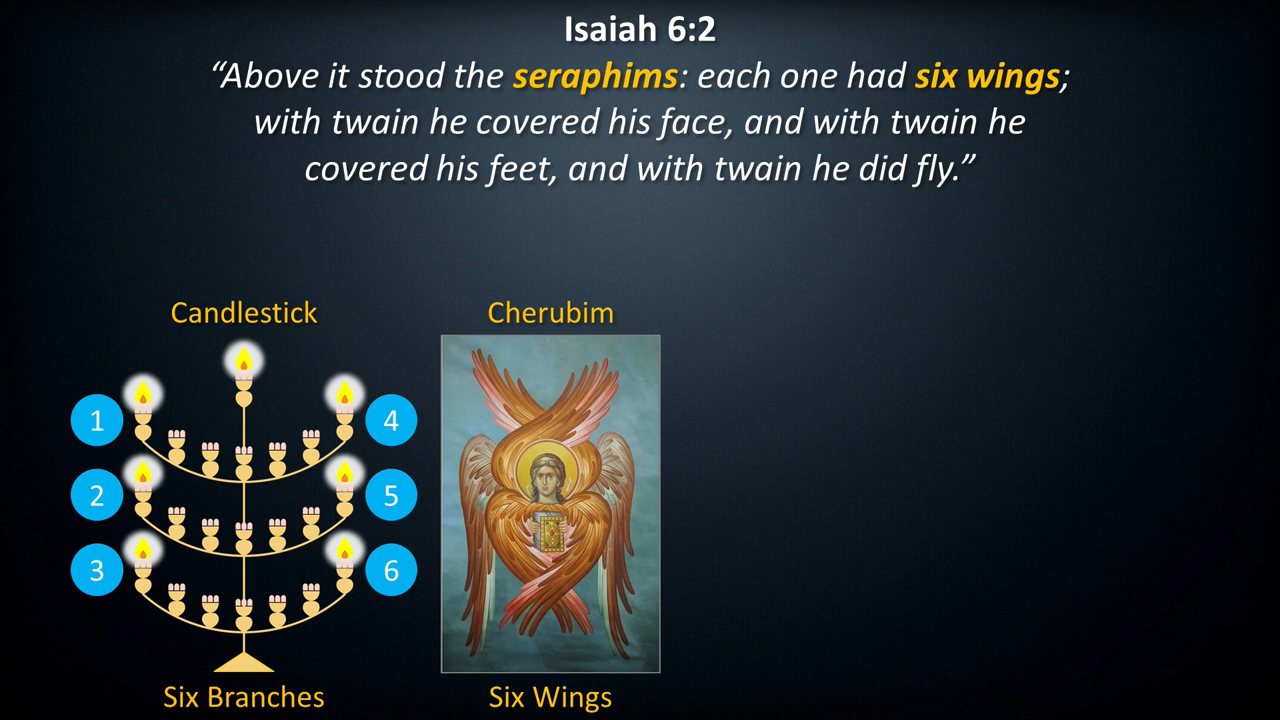 Isaiah 6:2
“Above it stood the seraphims: each one had six wings;
with twain he covered his face, and with twain he
covered his feet, and with twain he did fly.”
Candlestick
Cherubim
1
4
2
5
3
6
Six Branches
Six Wings